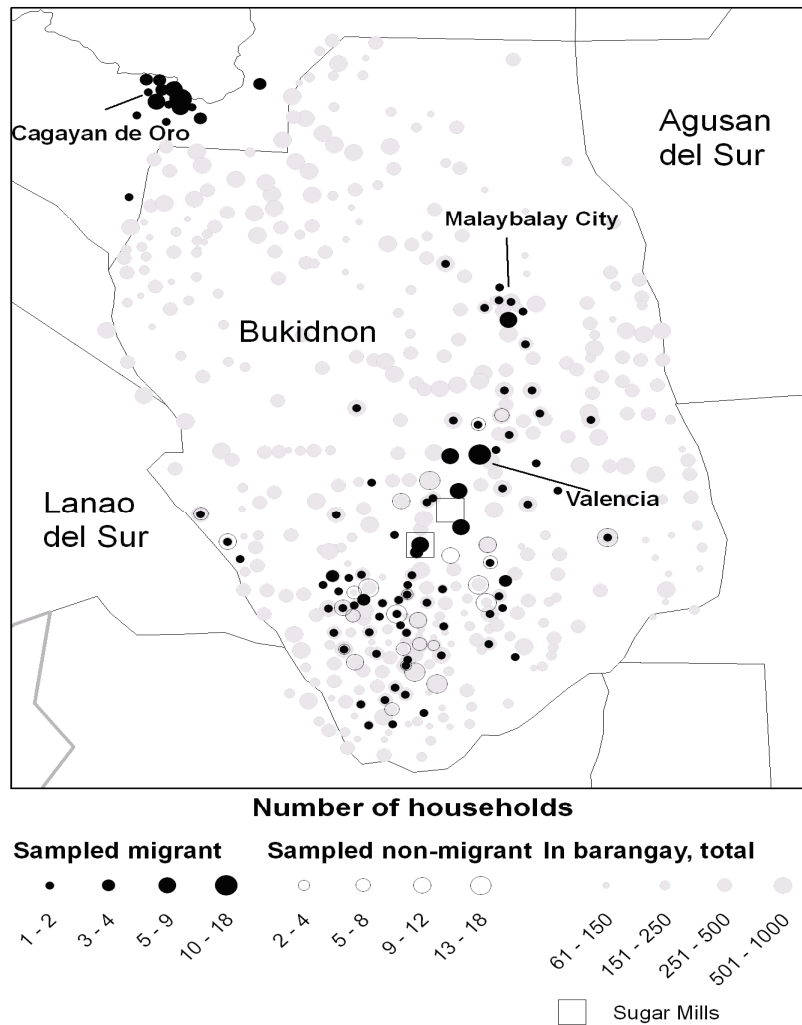 Cagayan de Oro
Agusan
del Sur
Malaybalay City
Bukidnon
Lanao
del Sur
Valencia
Number of households
Sampled migrant Sampled non-migrant In barangay, total
1 - 2 3 - 4 5 - 9 10 - 18 2 - 4 5 - 8 9 - 12 13 - 18 61 - 150 151 - 250 251 - 500 501 - 1000
Sugar Mills